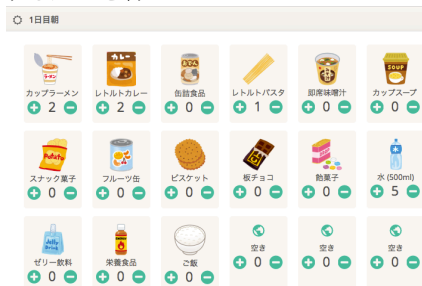 1日目朝
ラーメン
カレー
おでん
SOUP
カップラーメン
レトルトカレー
缶詰食品
レトルトパスタ
即席味噌汁
カップスープ
2
2
0
1
0
0
Potato
水
スナック菓子
フルーツ缶
ビスケット
板チョコ
飴菓子
水 (500ml)
0
0
0
0
0
5
Jelly
Drink
ゼリー飲料
栄養食品
ご飯
空き
空き
空き
0
0
0
0
0
0